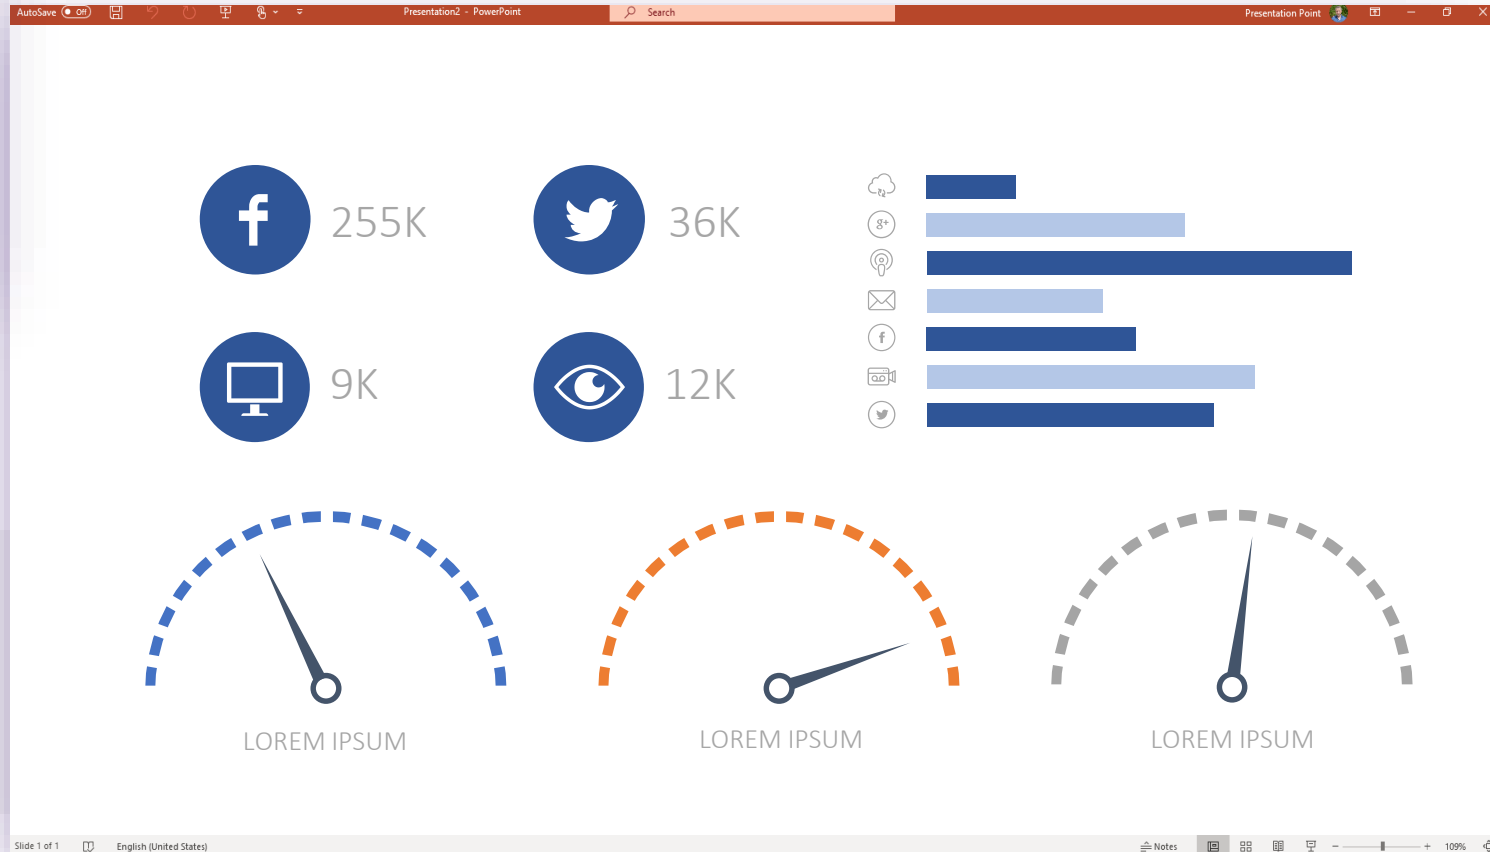 AutoSave Off Presentation2 - PowerPoint Search Presentation Point
255K 36K
g+
f
9K 12K
LOREM IPSUM LOREM IPSUM LOREM IPSUM
Slide 1 of 1 English (United States) Notes 109%